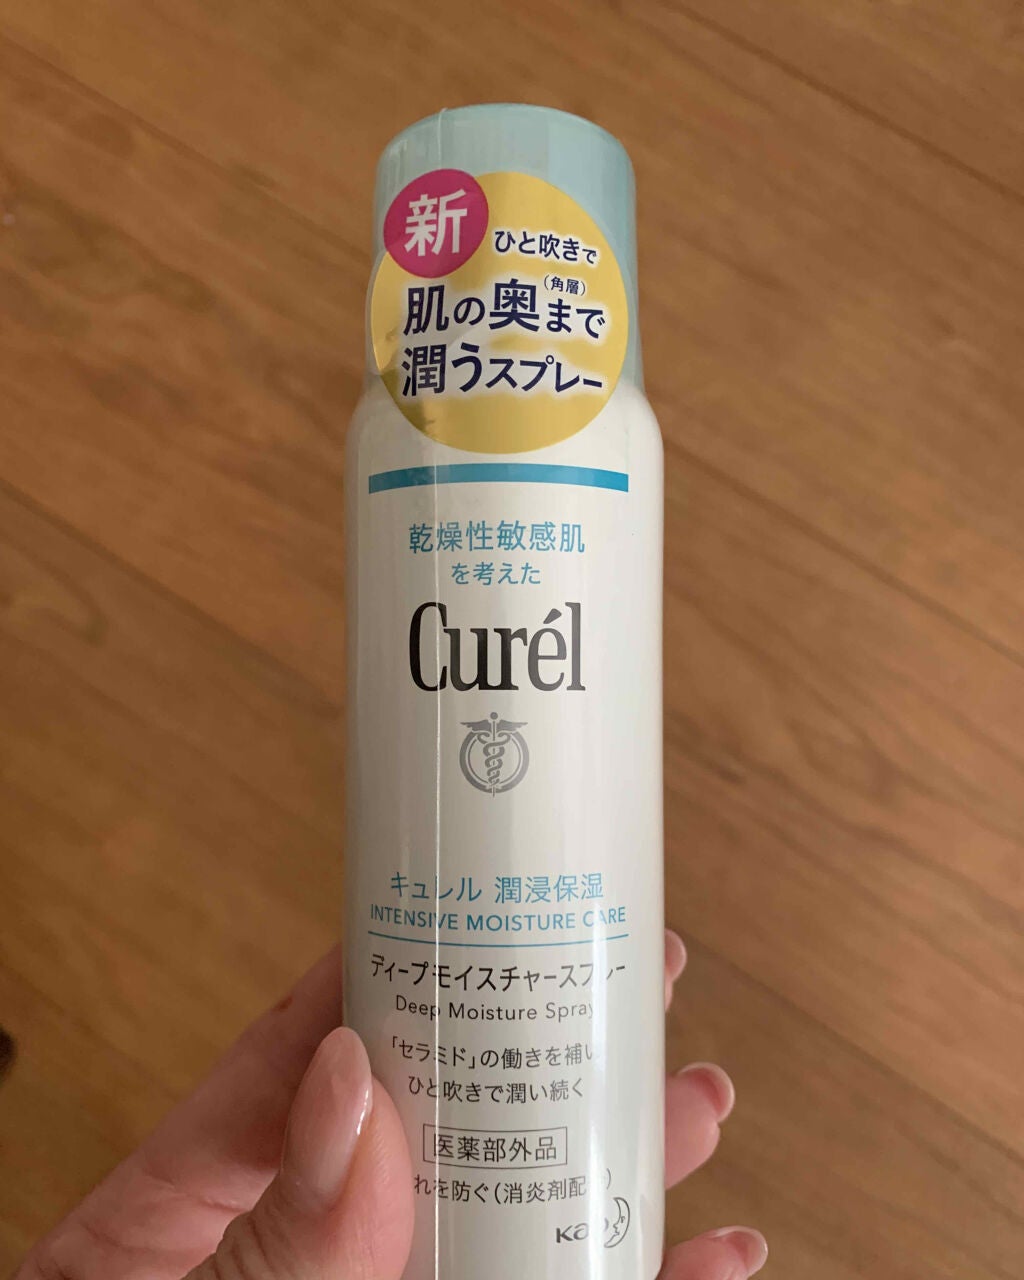 新
ひと吹きで
肌の奥まで
(角層)
潤うスプレー
乾燥性敏感肌
を考えた
Curél
キュレル 潤浸保湿
INTENSIVE MOISTURE CARE
ディープモイスチャースプレー
Deep Moisture Spray
「セラミド」の働きを補い
ひと吹きで潤い続く
医薬部外品
れを防ぐ(消炎剤配
Kao